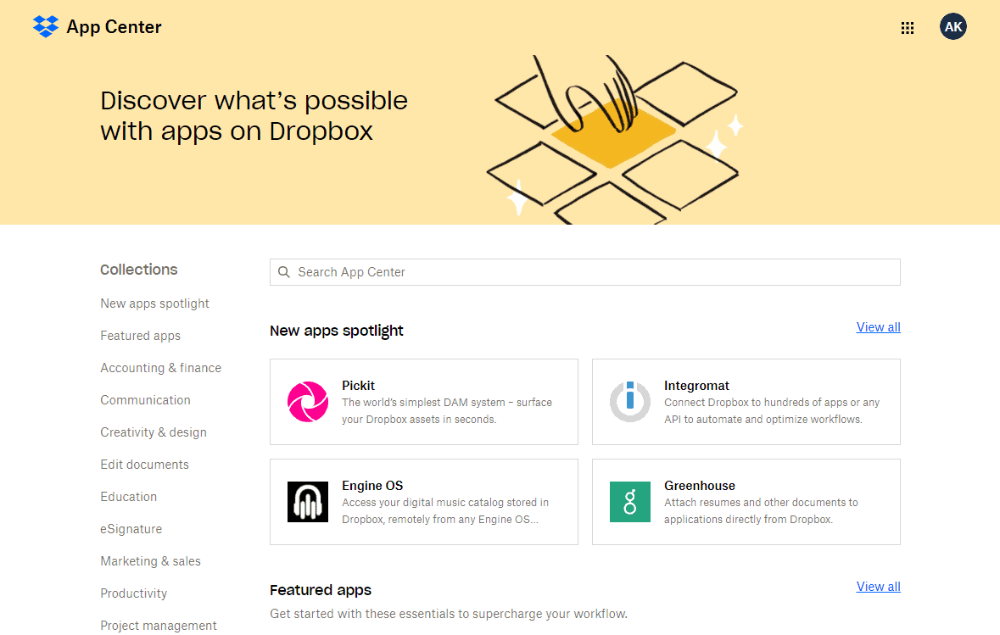 App Center
AK
Discover what's possible
with apps on Dropbox
Collections
New apps spotlight
Featured apps
Accounting & finance
Communication
Creativity & design
Edit documents
Education
eSignature
Marketing & sales
Productivity
Project management
Search App Center
New apps spotlight
View all
Pickit
The world's simplest DAM system – surface
your Dropbox assets in seconds.
Integromat
Connect Dropbox to hundreds of apps or any
API to automate and optimize workflows.
Engine OS
Access your digital music catalog stored in
Dropbox, remotely from any Engine OS...
Greenhouse
Attach resumes and other documents to
applications directly from Dropbox.
Featured apps
View all
Get started with these essentials to supercharge your workflow.